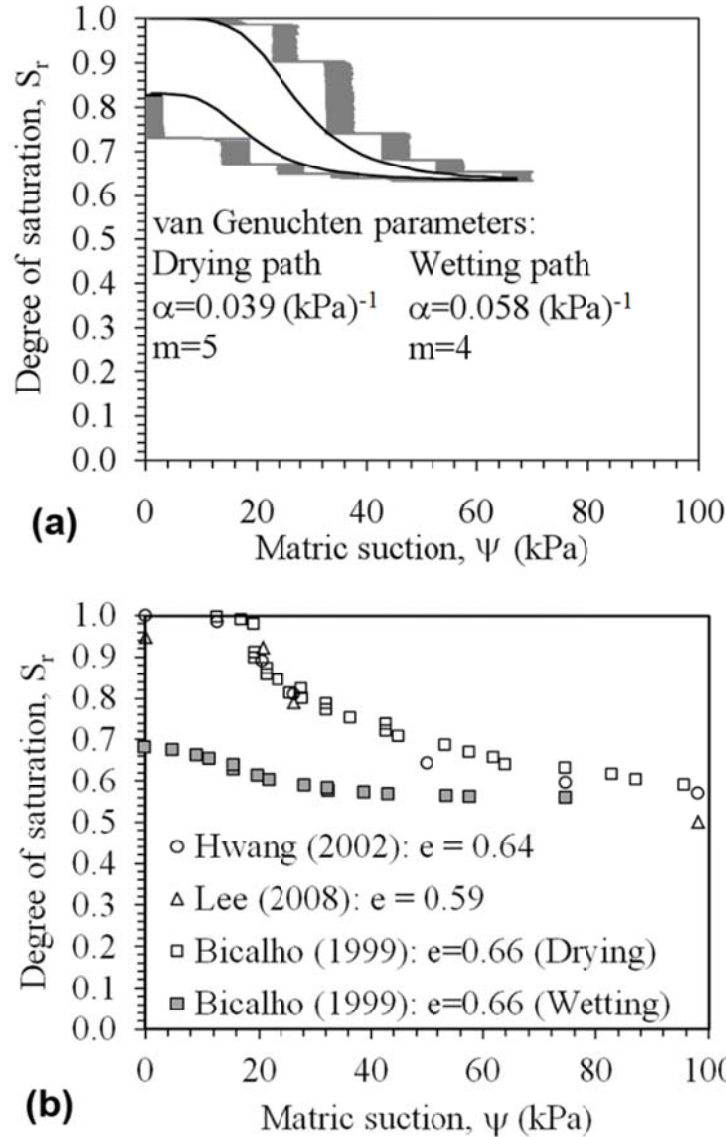 1.0
0.9
0.8
0.7
0.6
0.5
0.4
0.3
0.2
0.1
0.0
Degree of saturation, Sr
van Genuchten parameters:
Drying path Wetting path
α=0.039 (kPa)-1 α=0.058 (kPa)-1
m=5 m=4
0 20 40 60 80 100
(a) Matric suction, Ψ (kPa)
1.0
0.9
0.8
0.7
0.6
0.5
0.4
0.3
0.2
0.1
0.0
Degree of saturation, Sr
Hwang (2002): e = 0.64
Lee (2008): e = 0.59
Bicalho (1999): e=0.66 (Drying)
Bicalho (1999): e=0.66 (Wetting)
0 20 40 60 80 100
(b) Matric suction, ψ (kPa)